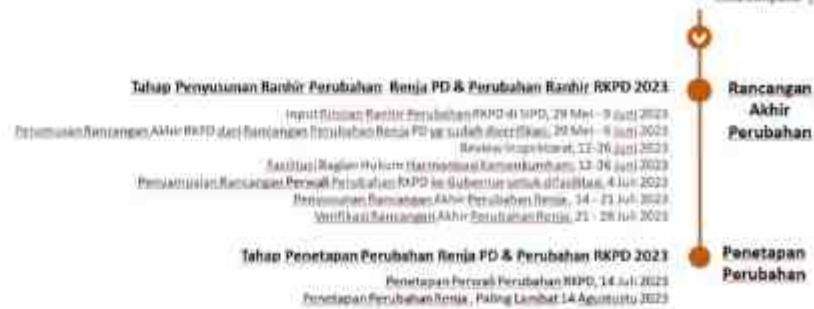 Tahap Penyusunan Ranhir Perubahan Renja PD & Perubahan Ranhir RKPD 2023
Rancangan
Akhir
Perubahan
Input Rincian Ranhir Perubahan RKPD di SIPD, 29 Mei - 9 Juni 2023
Perumusan Rancangan Akhir RKPD dari Rancangan Perubahan Renja PD yg sudah diverifikasi, 29 Mei - 9 Juni 2023
Review Inspektorat, 12-26 Juni 2023
Fasilitasi Bagian Hukum Harmonisasi Kemenkumham, 12-26 Juni 2023
Penyampaian Rancangan Perwali Perubahan RKPD ke Gubernur untuk difasilitasi, 4 Juli 2023
Penyusunan Rancangan Akhir Perubahan Renja, 14 - 21 Juli 2023
Verifikasi Rancangan Akhir Perubahan Renja, 21 - 28 Juli 2023
Tahap Penetapan Perubahan Renja PD & Perubahan RKPD 2023
Penetapan
Perubahan
Penetapan Perwali Perubahan RKPD, 14 Juli 2023
Penetapan Perubahan Renja, Paling Lambat 14 Agustustu 2023